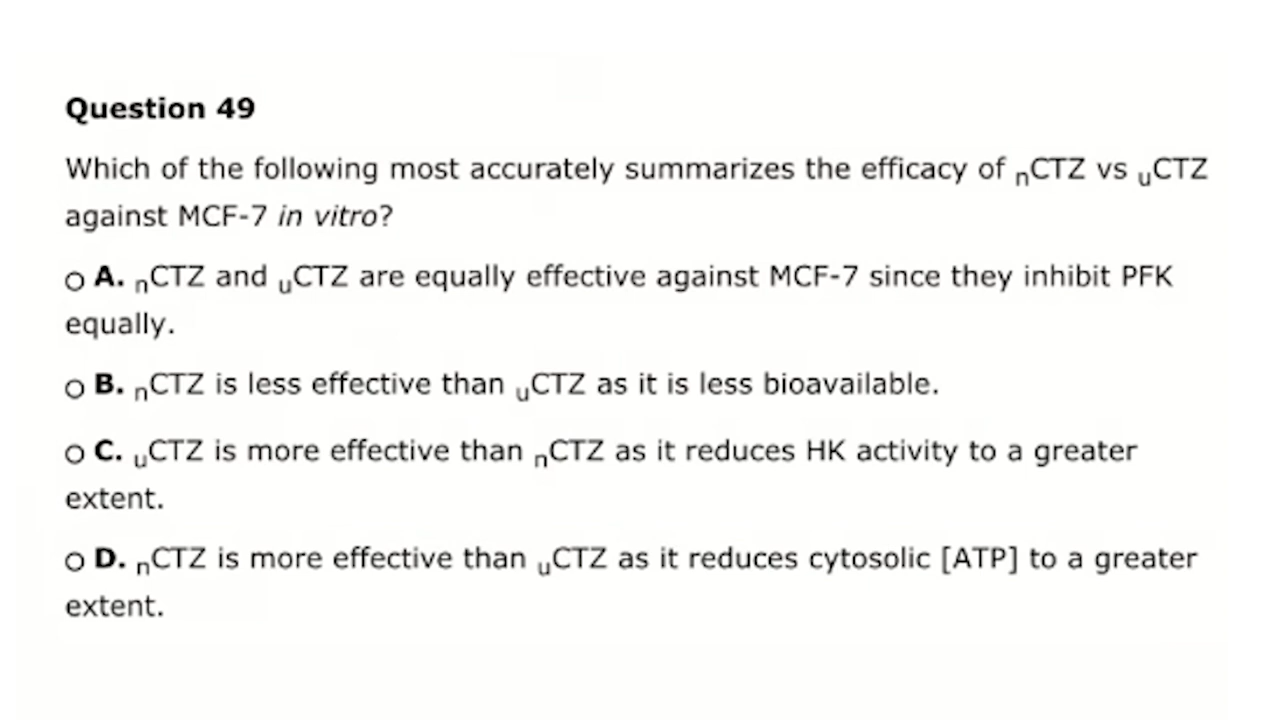 Question 49
Which of the following most accurately summarizes the efficacy of nCTZ vs uCTZ
against MCF-7 in vitro?
O A. nCTZ and uCTZ are equally effective against MCF-7 since they inhibit PFK
equally.
O B. nCTZ is less effective than uCTZ as it is less bioavailable.
O C. uCTZ is more effective than nCTZ as it reduces HK activity to a greater
extent.
O D. nCTZ is more effective than uCTZ as it reduces cytosolic [ATP] to a greater
extent.